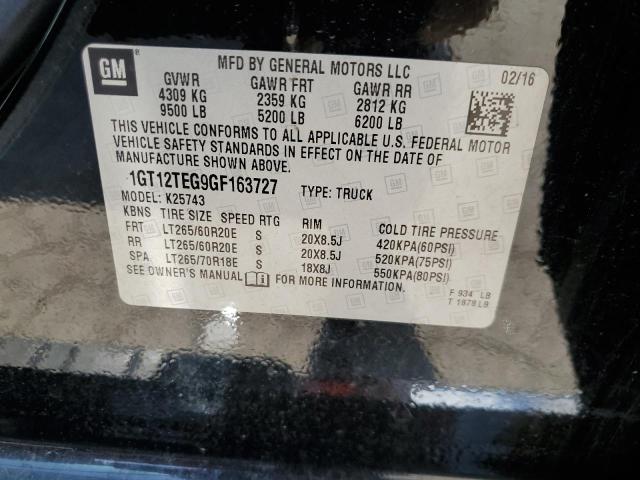 GM
MFD BY GENERAL MOTORS LLC 02/16
GVWR GAWR FRT GAWR RR
4309 KG 2359 KG 2812 KG
9500 LB 5200 LB 6200 LB
THIS VEHICLE CONFORMS TO ALL APPLICABLE U.S. FEDERAL MOTOR
VEHICLE SAFETY STANDARDS IN EFFECT ON THE DATE OF
MANUFACTURE SHOWN ABOVE.
1GT12TEG9GF163727 TYPE: TRUCK
MODEL: K25743
KBNS TIRE SIZE SPEED RTG RIM COLD TIRE PRESSURE
FRT LT265/60R20E S 20X8.5J 420KPA(60PSI)
RR LT265/60R20E S 20X8.5J 520KPA(75PSI)
SPA LT265/70R18E S 18X8J 550KPA(80PSI)
SEE OWNER'S MANUAL FOR MORE INFORMATION.
F 934 LB
T 1878 LB